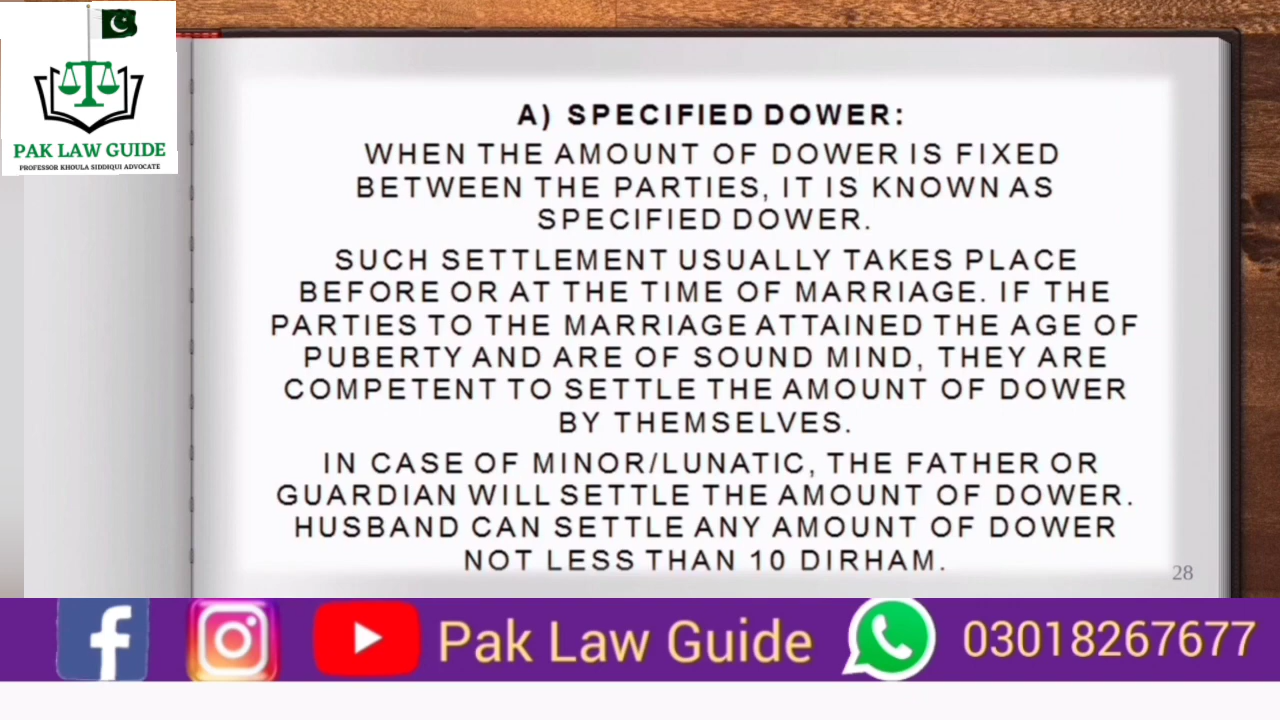 PAK LAW GUIDE
PROFESSOR KHOULA SIDDIQUI ADVOCATE
A) SPECIFIED DOWER:
WHEN THE AMOUNT OF DOWER IS FIXED
BETWEEN THE PARTIES, IT IS KNOWN AS
SPECIFIED DOWER.
SUCH SETTLEMENT USUALLY TAKES PLACE
BEFORE OR AT THE TIME OF MARRIAGE. IF THE
PARTIES TO THE MARRIAGE ATTAINED THE AGE OF
PUBERTY AND ARE OF SOUND MIND, THEY ARE
COMPETENT TO SETTLE THE AMOUNT OF DOWER
BY THEMSELVES.
IN CASE OF MINOR/LUNATIC, THE FATHER OR
GUARDIAN WILL SETTLE THE AMOUNT OF DOWER.
HUSBAND CAN SETTLE ANY AMOUNT OF DOWER
NOT LESS THAN 10 DIRHAM.
28
Pak Law Guide 03018267677